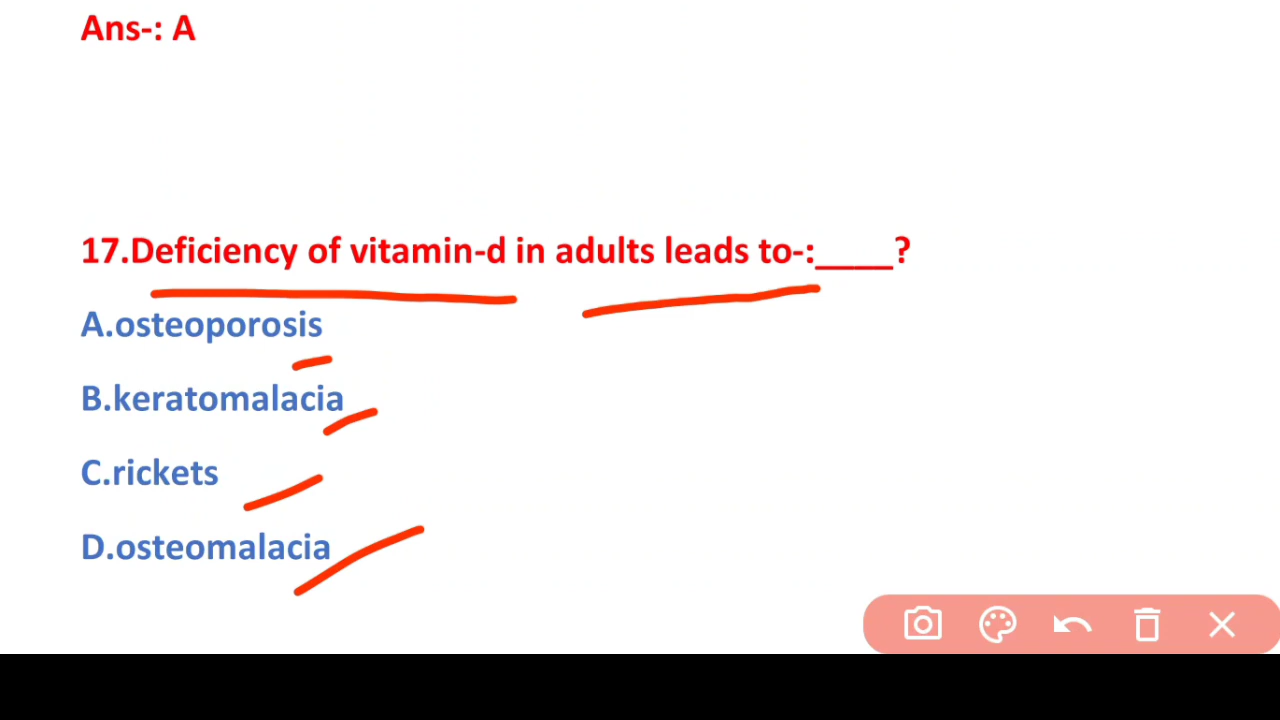 Ans-: A
17.Deficiency of vitamin-d in adults leads to-:____?
A.osteoporosis
B.keratomalacia
C.rickets
D.osteomalacia